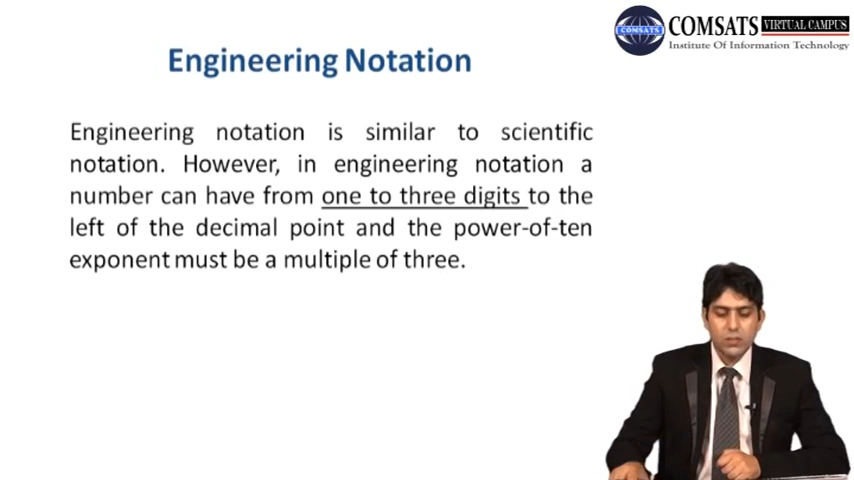 COMSATS VIRTUAL CAMPUS
COMSATS
Institute Of Information Technology
Engineering Notation
Engineering notation is similar to scientific
notation. However, in engineering notation a
number can have from one to three digits to the
left of the decimal point and the power-of-ten
exponent must be a multiple of three.